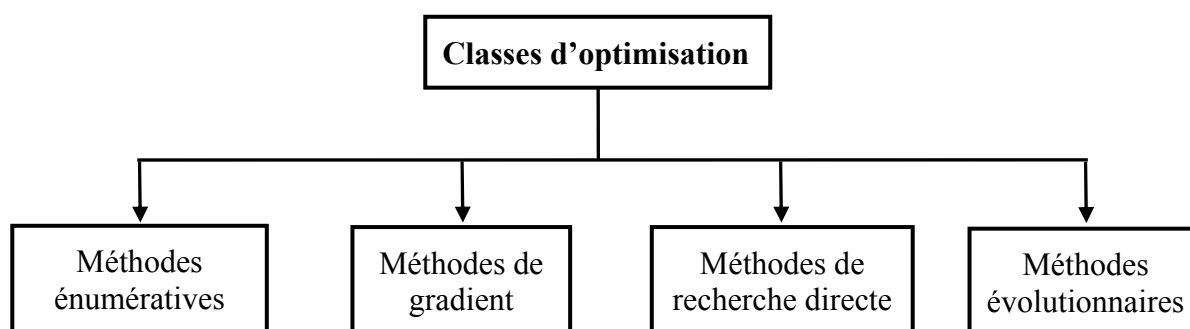 Classes d’optimisation
Méthodes
énumératives
Méthodes de
gradient
Méthodes de
recherche directe
Méthodes
évolutionnaires